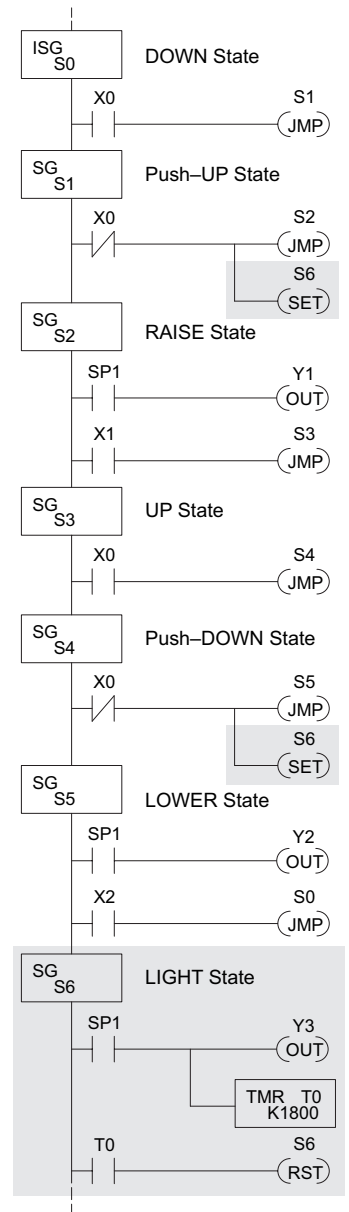 ISG
S0
DOWN State
X0
S1
JMP
SG
S1
Push–UP State
X0
S2
JMP
S6
SET
SG
S2
RAISE State
SP1
Y1
OUT
X1
S3
JMP
SG
S3
UP State
X0
S4
JMP
SG
S4
Push–DOWN State
X0
S5
JMP
S6
SET
SG
S5
LOWER State
SP1
Y2
OUT
X2
S0
JMP
SG
S6
LIGHT State
SP1
Y3
OUT
TMR T0
K1800
T0
S6
RST